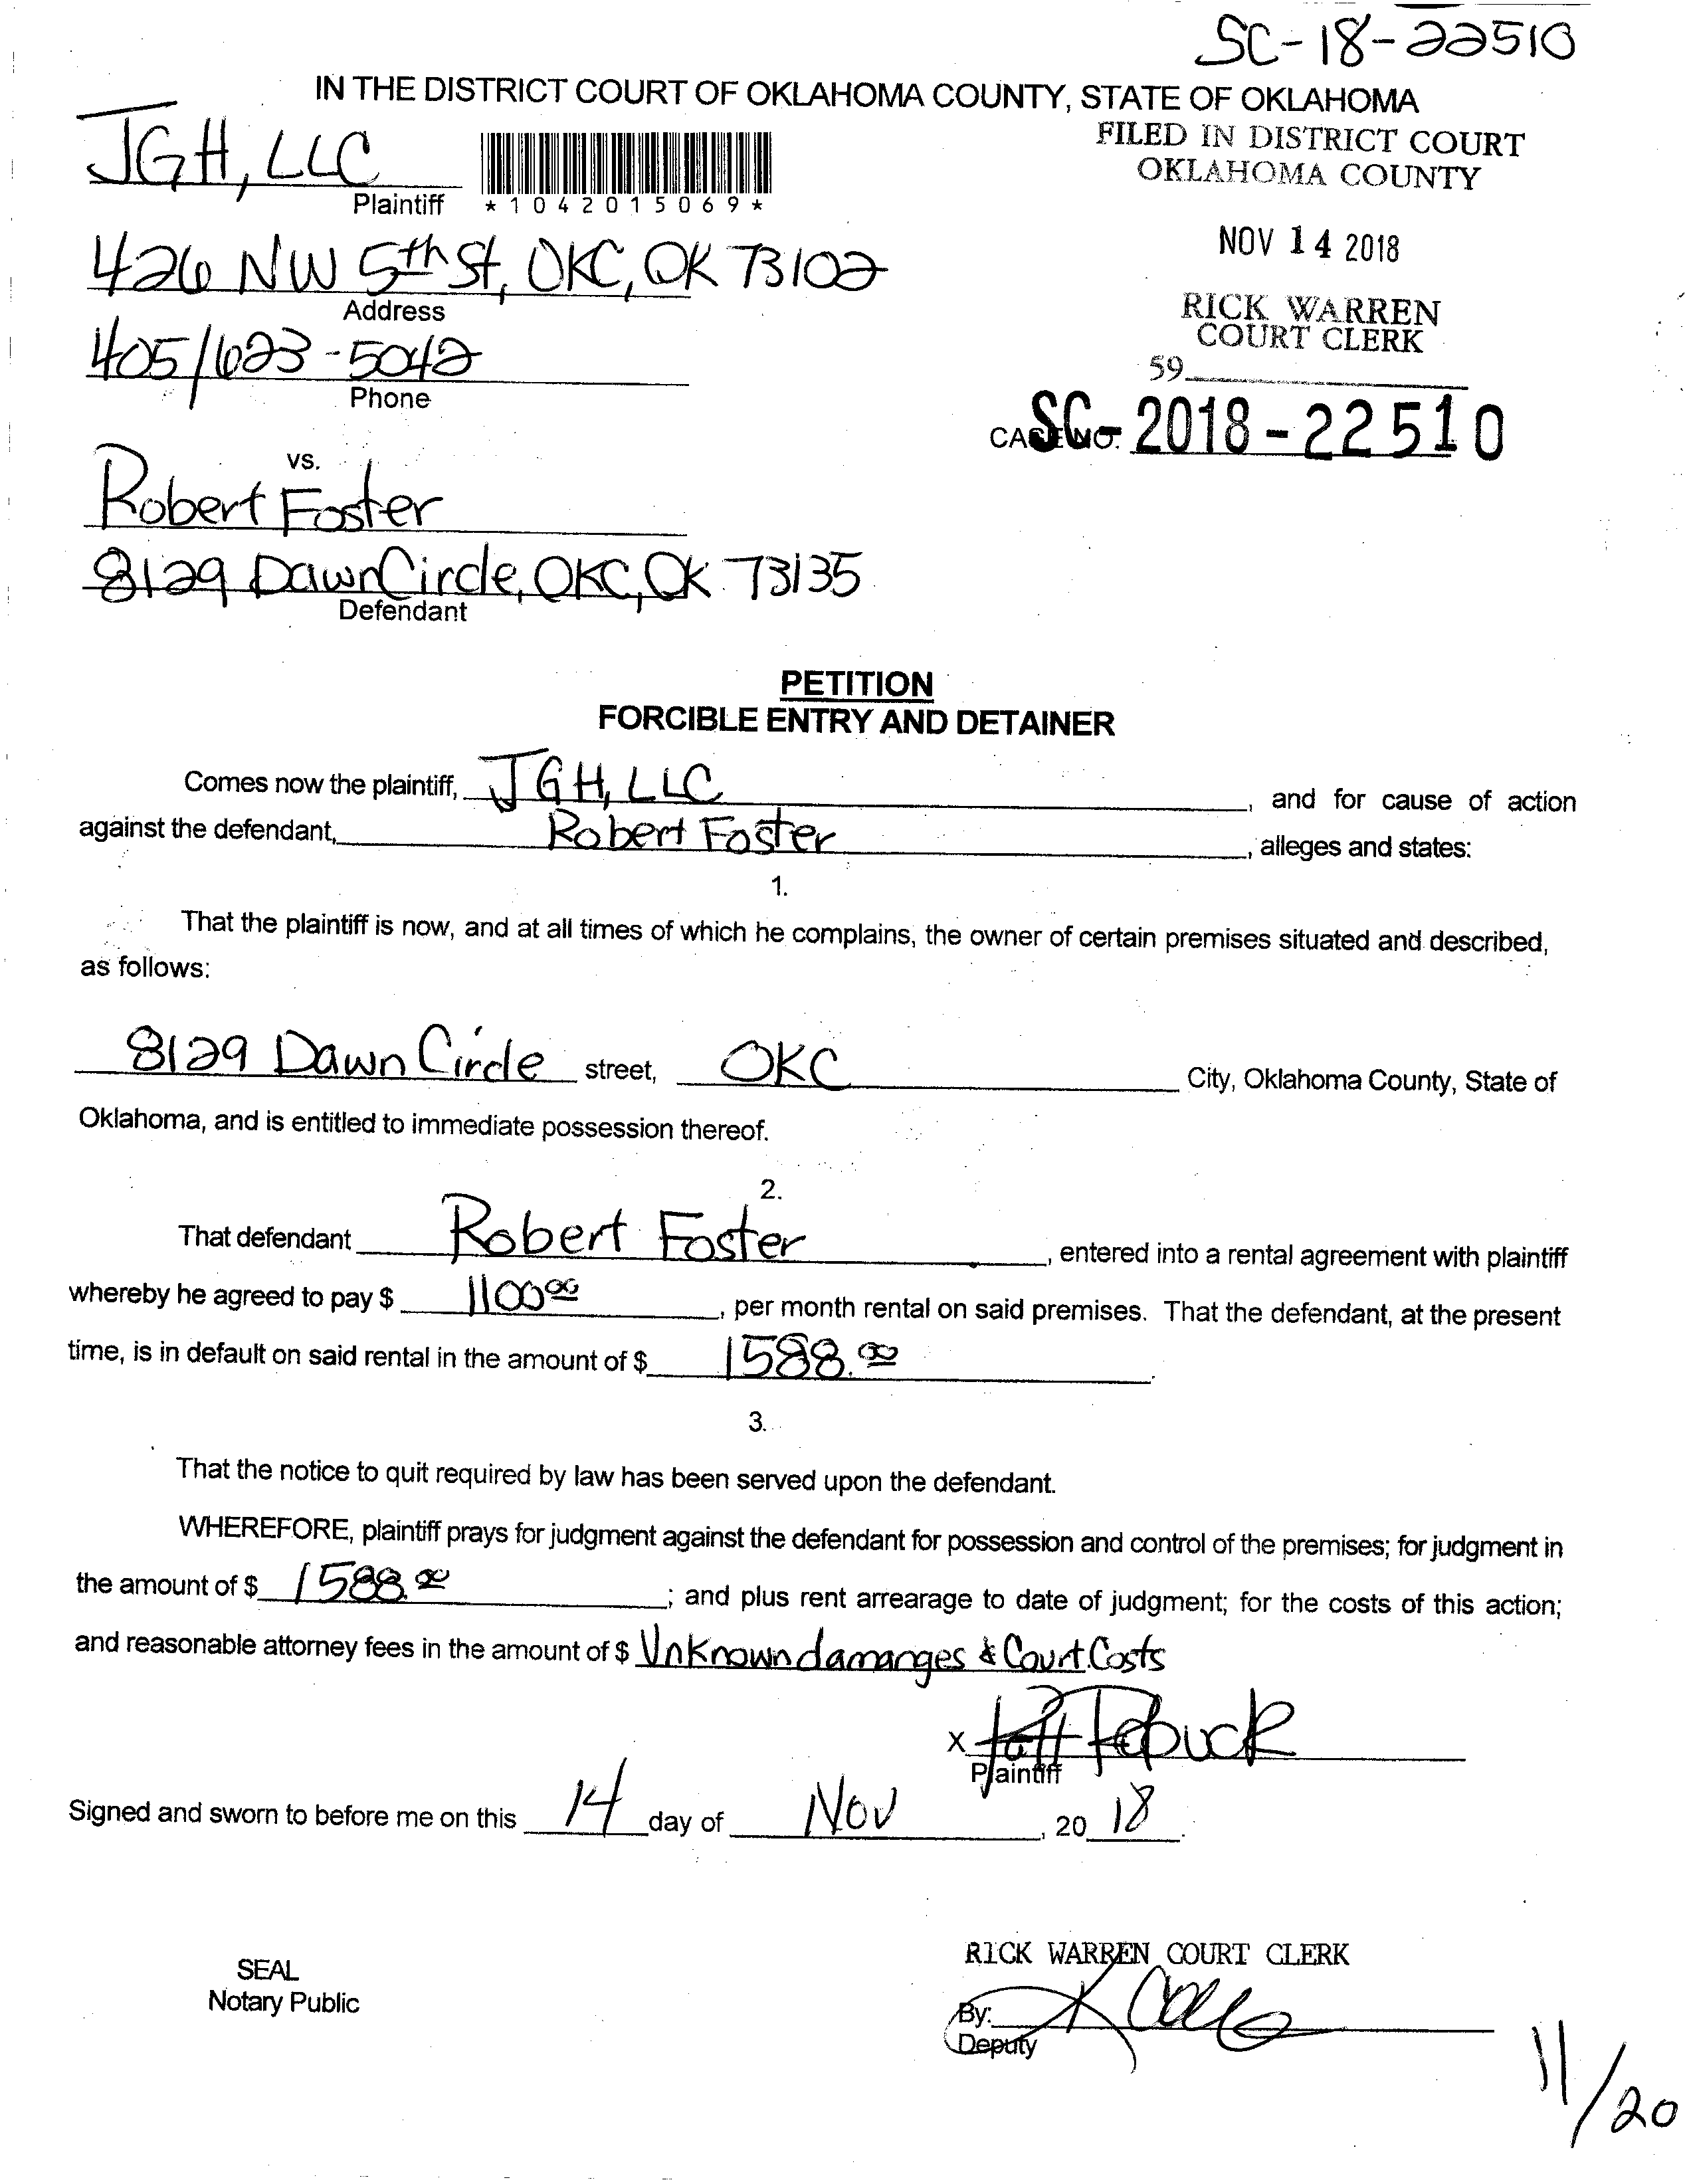 SC-18-22510
IN THE DISTRICT COURT OF OKLAHOMA COUNTY, STATE OF OKLAHOMA
JGH, LLC
Plaintiff
*1042015069*
FILED IN DISTRICT COURT
OKLAHOMA COUNTY
NOV 14 2018
RICK WARREN
COURT CLERK
59
426 NW 5th St, OKC, OK 73102
Address
405/623-5042
Phone
CASE NO. SC-2018-22510
vs.
Robert Foster
8129 Dawn Circle, OKC, OK 73135
Defendant
PETITION
FORCIBLE ENTRY AND DETAINER
Comes now the plaintiff, JGH, LLC, and for cause of action
against the defendant, Robert Foster, alleges and states:
1.
That the plaintiff is now, and at all times of which he complains, the owner of certain premises situated and described,
as follows:
8129 Dawn Circle street, OKC City, Oklahoma County, State of
Oklahoma, and is entitled to immediate possession thereof.
2.
That defendant Robert Foster, entered into a rental agreement with plaintiff
whereby he agreed to pay $ 1100.00, per month rental on said premises. That the defendant, at the present
time, is in default on said rental in the amount of $ 1588.00.
3.
That the notice to quit required by law has been served upon the defendant.
WHEREFORE, plaintiff prays for judgment against the defendant for possession and control of the premises; for judgment in
the amount of $ 1588.00; and plus rent arrearage to date of judgment; for the costs of this action;
and reasonable attorney fees in the amount of $ Unknown damanges & Court Costs
X
Plaintiff
Signed and sworn to before me on this 14 day of Nov, 20 18.
SEAL
Notary Public
RICK WARREN COURT CLERK
By:
Deputy
11/20